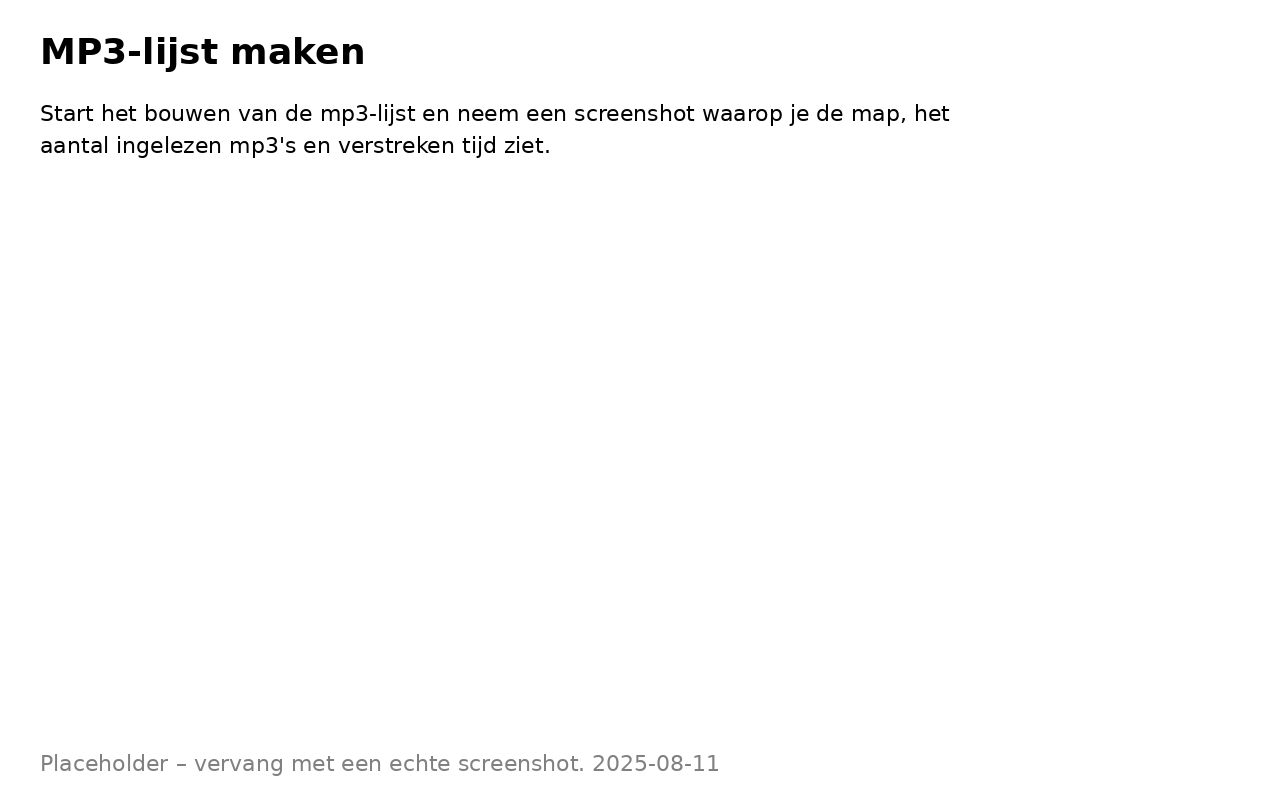 MP3-lijst maken
Start het bouwen van de mp3-lijst en neem een screenshot waarop je de map, het
aantal ingelezen mp3's en verstreken tijd ziet.
Placeholder – vervang met een echte screenshot. 2025-08-11